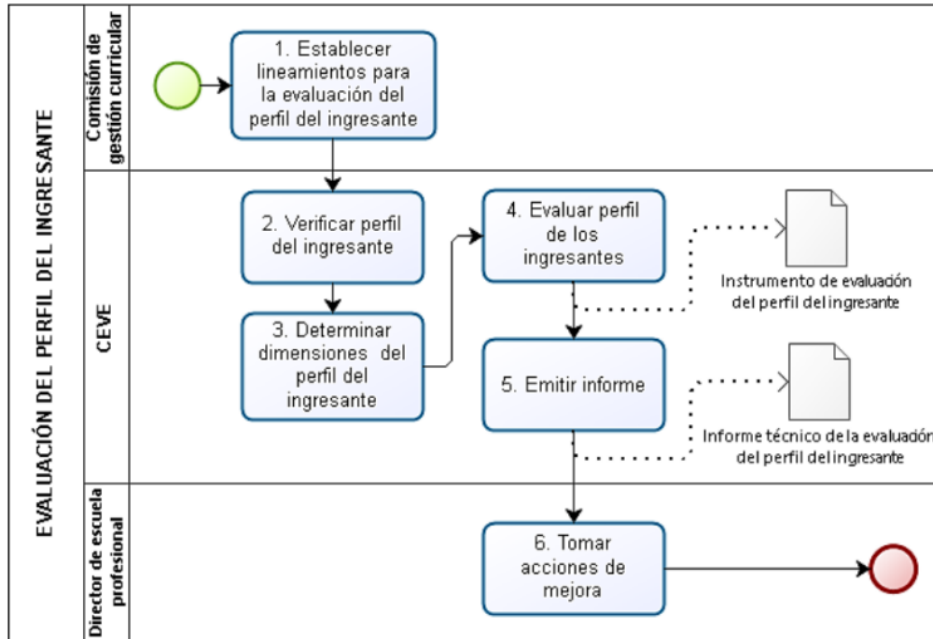 EVALUACIÓN DEL PERFIL DEL INGRESANTE
Comisión de
gestión curricular
1. Establecer
lineamientos para
la evaluación del
perfil del ingresante
CEVE
2. Verificar perfil
del ingresante
3. Determinar
dimensiones del
perfil del
ingresante
4. Evaluar perfil
de los
ingresantes
Instrumento de evaluación
del perfil del ingresante
5. Emitir informe
Informe técnico de la evaluación
del perfil del ingresante
Director de escuela
profesional
6. Tomar
acciones de
mejora